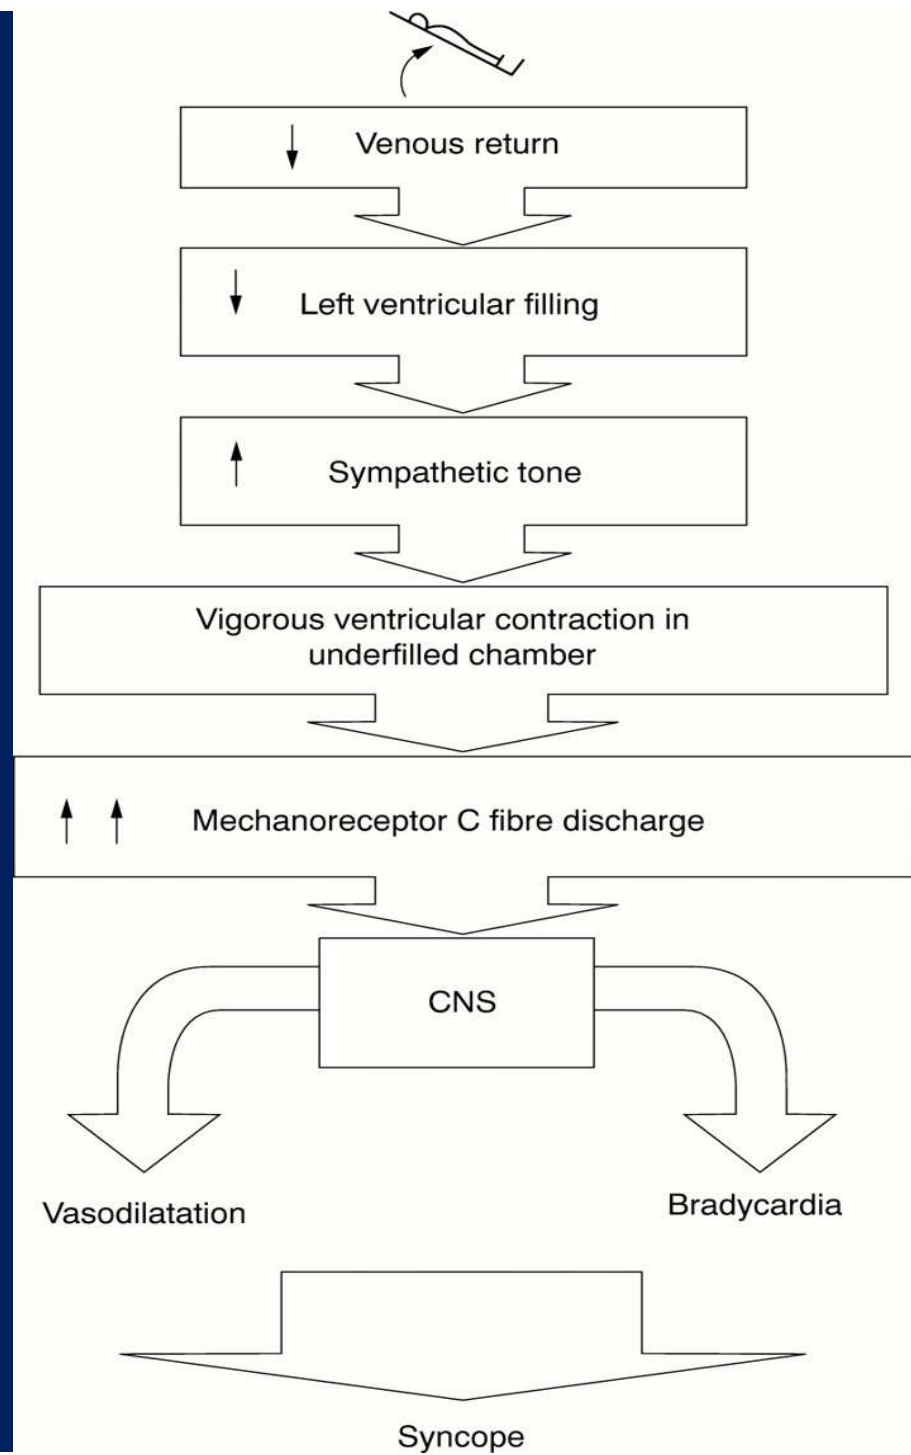 ↓ Venous return
↓ Left ventricular filling
↑ Sympathetic tone
Vigorous ventricular contraction in
underfilled chamber
↑ ↑ Mechanoreceptor C fibre discharge
CNS
Vasodilatation
Bradycardia
Syncope